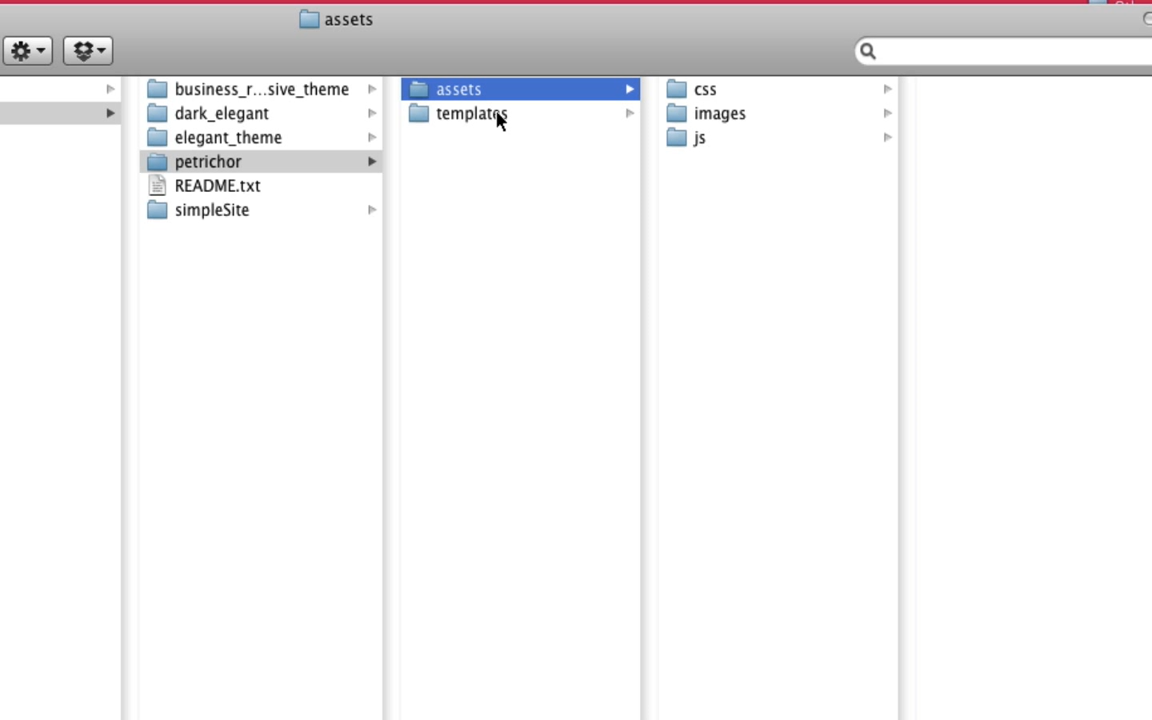 assets
business_r...sive_theme
dark_elegant
elegant_theme
petrichor
README.txt
simpleSite
assets
templates
css
images
js